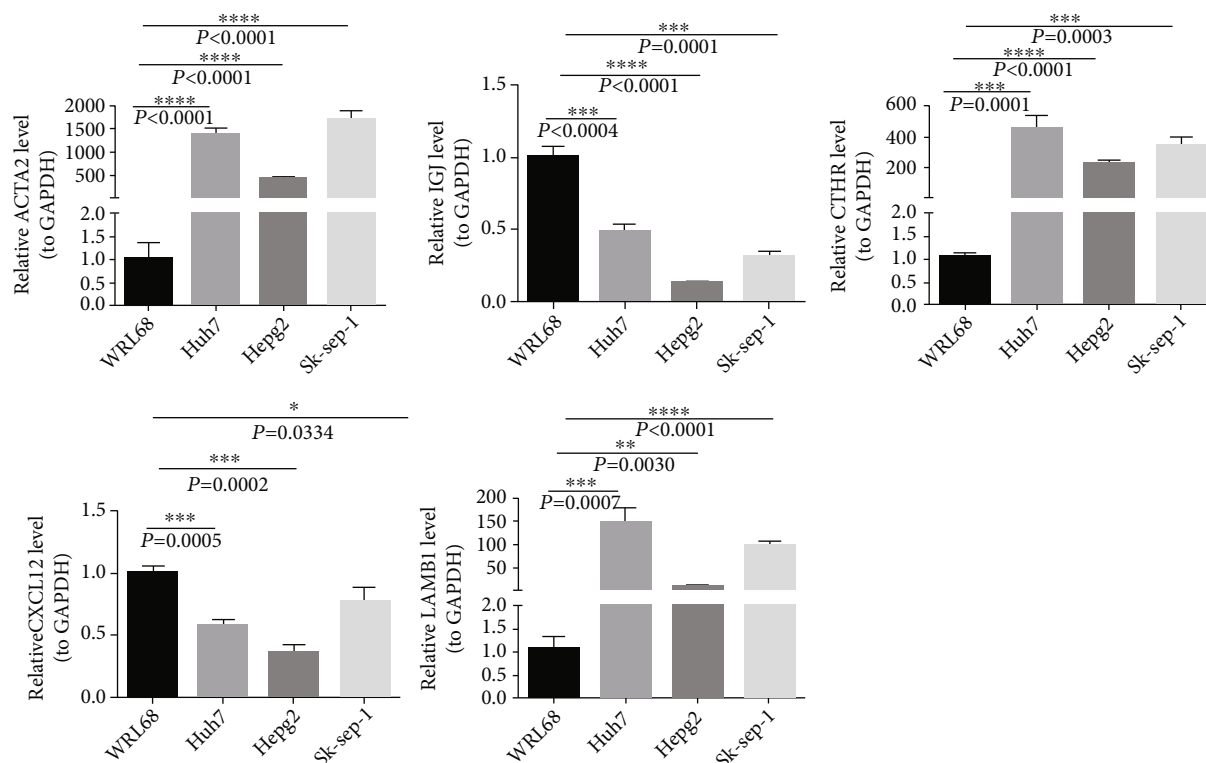 ****
P<0.0001
****
P<0.0001
****
P<0.0001
Relative ACTA2 level
(to GAPDH)
2000
1500
1000
500
2.0
1.5
1.0
0.5
0.0
WRL68
Huh7
Hepg2
Sk-sep-1
***
P=0.0001
****
P<0.0001
***
P<0.0004
Relative IGJ level
(to GAPDH)
1.5
1.0
0.5
0.0
WRL68
Huh7
Hepg2
Sk-sep-1
***
P=0.0003
****
P<0.0001
***
P=0.0001
Relative CTHR level
(to GAPDH)
600
400
200
2.0
1.5
1.0
0.5
0.0
WRL68
Huh7
Hepg2
Sk-sep-1
*
P=0.0334
***
P=0.0002
***
P=0.0005
RelativeCXCL12 level
(to GAPDH)
1.5
1.0
0.5
0.0
WRL68
Huh7
Hepg2
Sk-sep-1
****
P<0.0001
**
P=0.0030
***
P=0.0007
Relative LAMB1 level
(to GAPDH)
200
150
100
50
2.0
1.5
1.0
0.5
0.0
WRL68
Huh7
Hepg2
Sk-sep-1